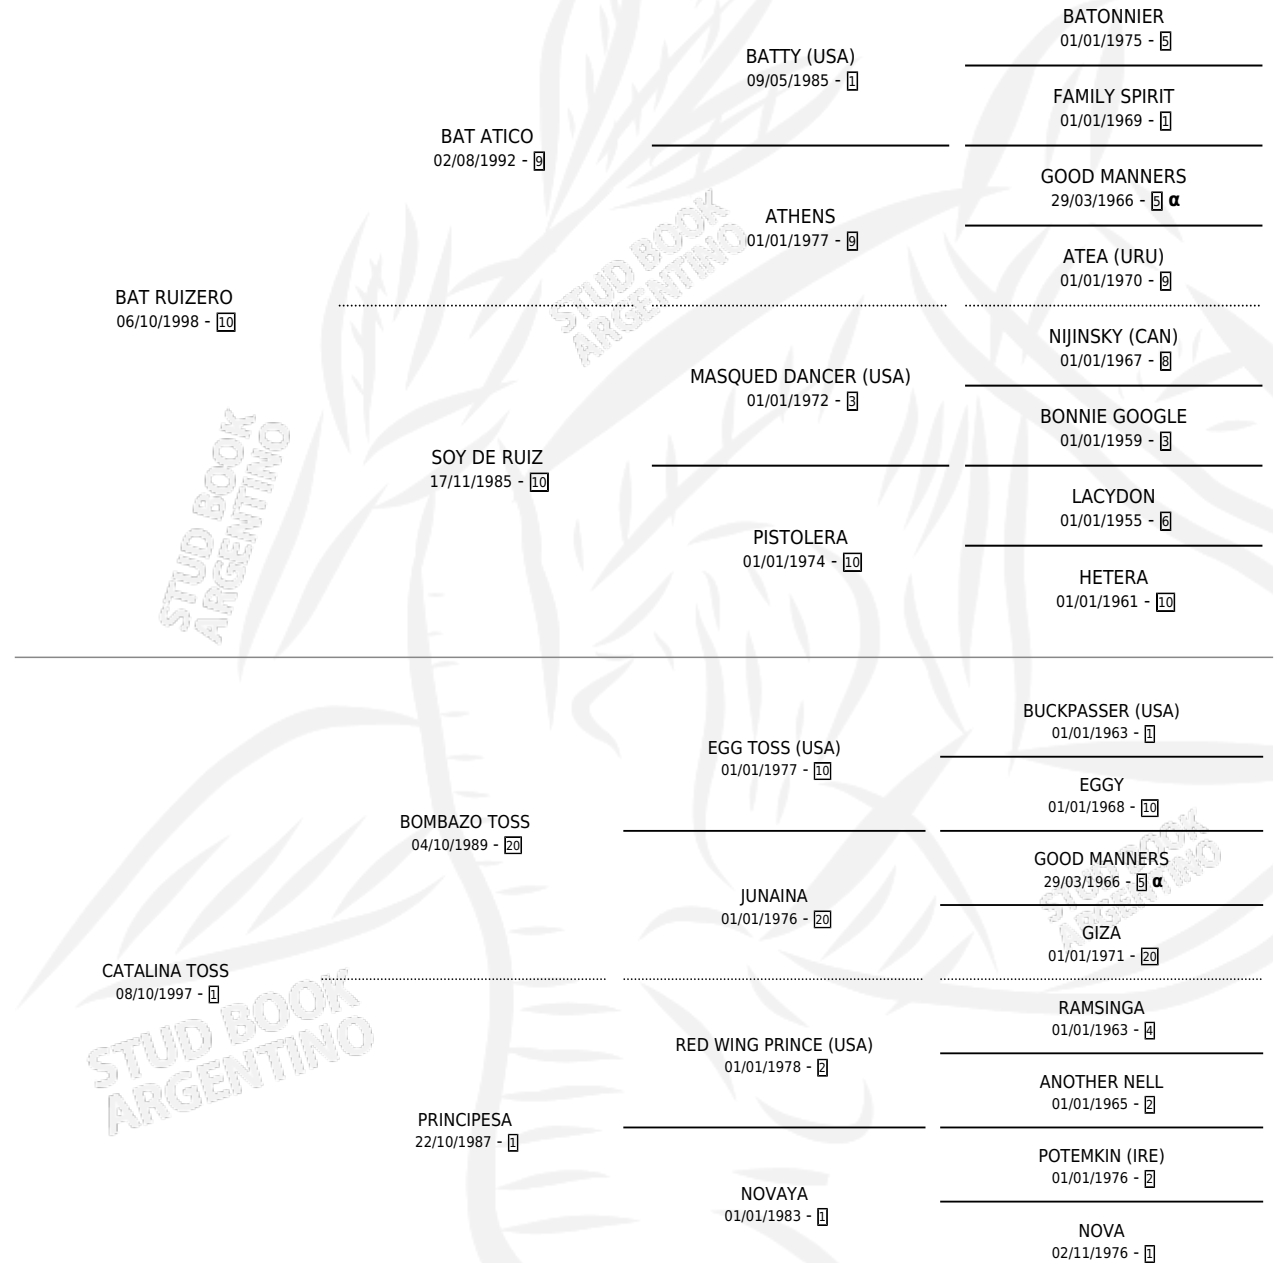 BATONNIER
01/01/1975 - 5
BATTY (USA)
09/05/1985 - 1
FAMILY SPIRIT
01/01/1969 - 1
BAT ATICO
02/08/1992 - 9
GOOD MANNERS
29/03/1966 - 5 α
ATHENS
01/01/1977 - 9
ATEA (URU)
01/01/1970 - 9
BAT RUIZERO
06/10/1998 - 10
NIJINSKY (CAN)
01/01/1967 - 8
MASQUED DANCER (USA)
01/01/1972 - 3
BONNIE GOOGLE
01/01/1959 - 3
SOY DE RUIZ
17/11/1985 - 10
LACYDON
01/01/1955 - 6
PISTOLERA
01/01/1974 - 10
HETERA
01/01/1961 - 10
BUCKPASSER (USA)
01/01/1963 - 1
EGG TOSS (USA)
01/01/1977 - 10
EGGY
01/01/1968 - 10
BOMBAZO TOSS
04/10/1989 - 20
GOOD MANNERS
29/03/1966 - 5 α
JUNAINA
01/01/1976 - 20
GIZA
01/01/1971 - 20
CATALINA TOSS
08/10/1997 - 1
RAMSINGA
01/01/1963 - 4
RED WING PRINCE (USA)
01/01/1978 - 2
ANOTHER NELL
01/01/1965 - 2
PRINCIPESA
22/10/1987 - 1
POTEMKIN (IRE)
01/01/1976 - 2
NOVAYA
01/01/1983 - 1
NOVA
02/11/1976 - 1
STUD BOOK
ARGENTINO
STUD BOOK
ARGENTINO
STUD BOOK
ARGENTINO
STUD BOOK
ARGENTINO